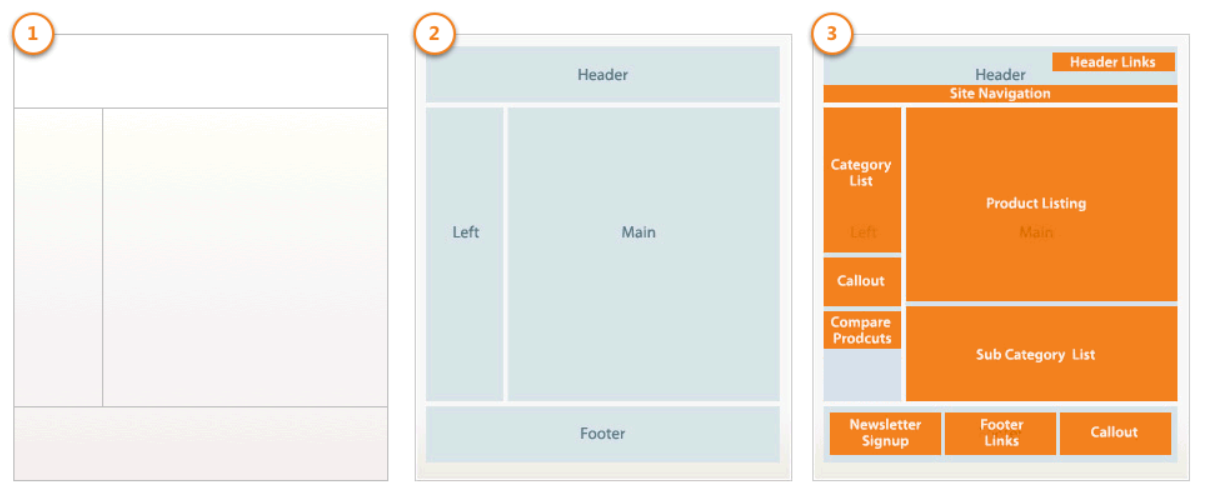 1
2
Header
Left
Main
Footer
3
Header Links
Header
Site Navigation
Category
List
Left
Callout
Compare
Prodcuts
Product Listing
Main
Sub Category List
Newsletter
Signup
Footer
Links
Callout